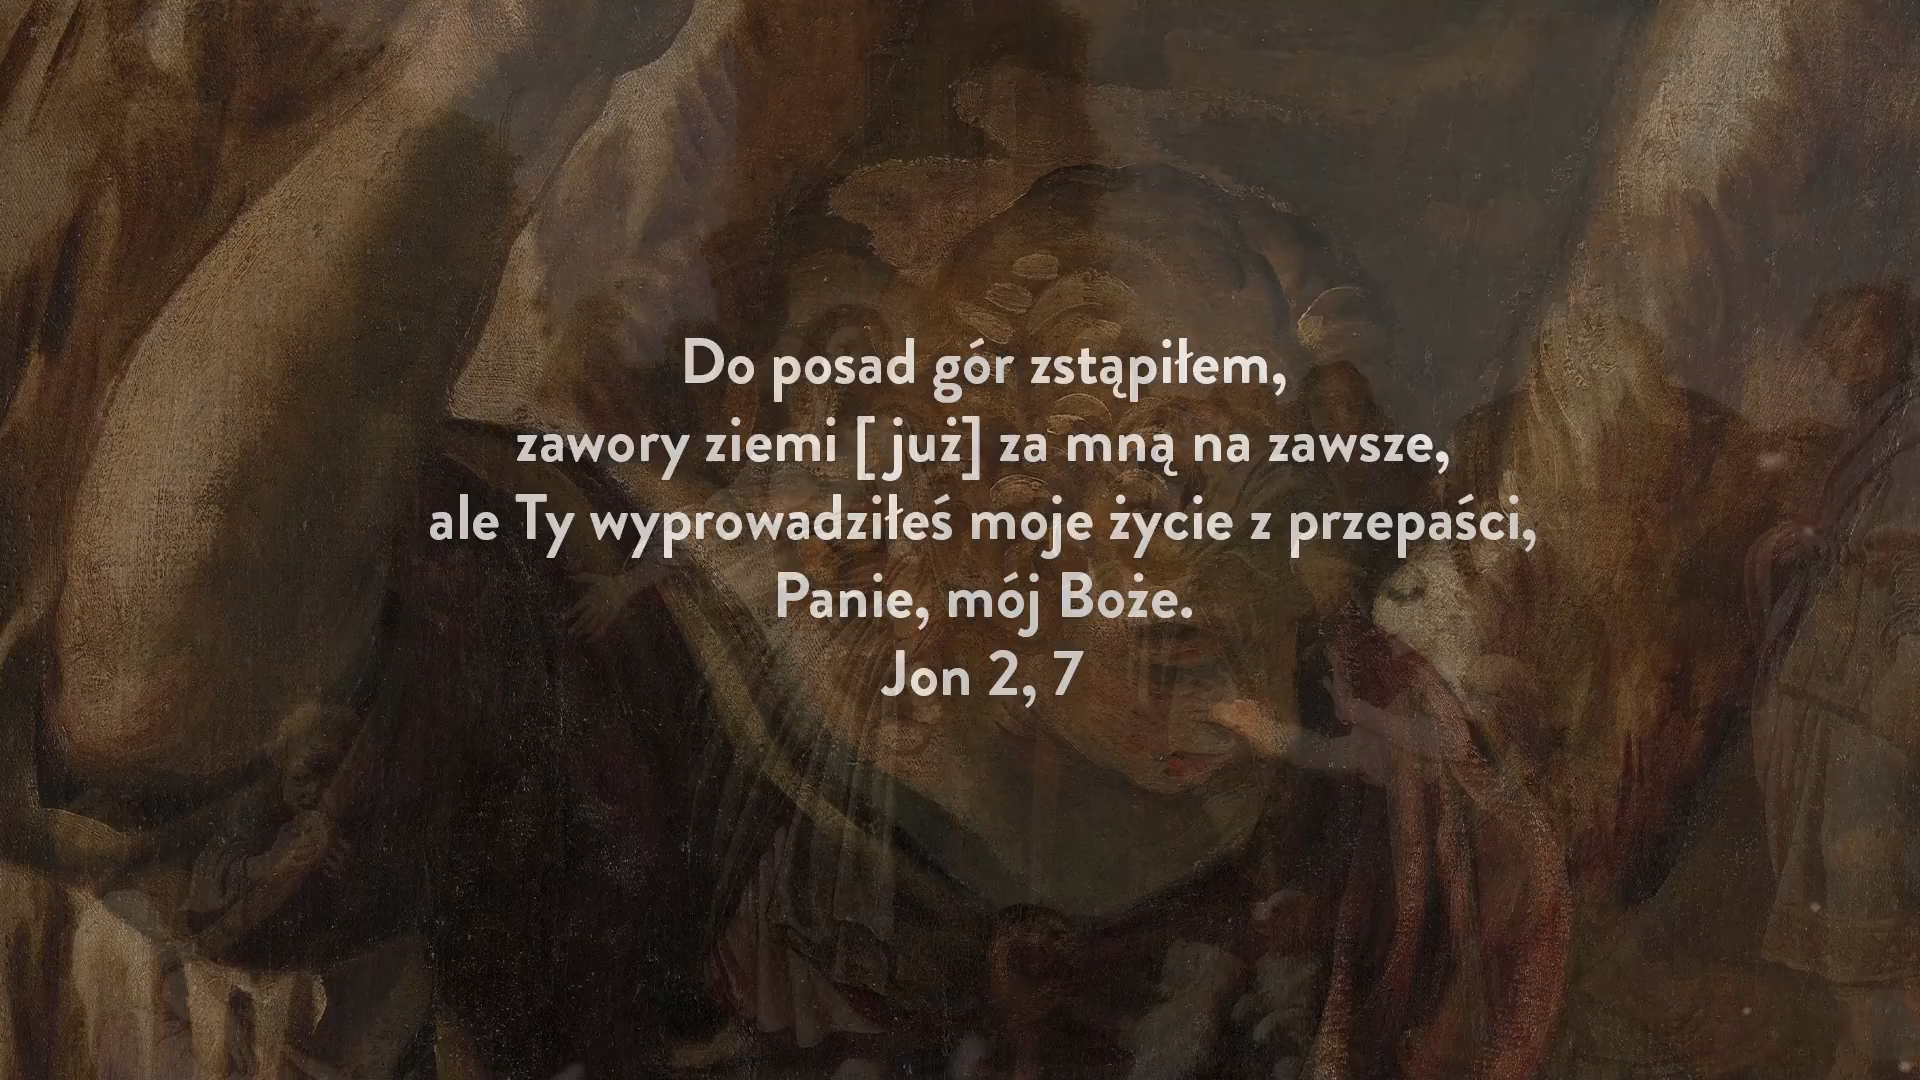 Do posad gór zstąpiłem,
zawory ziemi [ już] za mną na zawsze,
ale Ty wyprowadziłeś moje życie z przepaści,
Panie, mój Boże.
Jon 2, 7